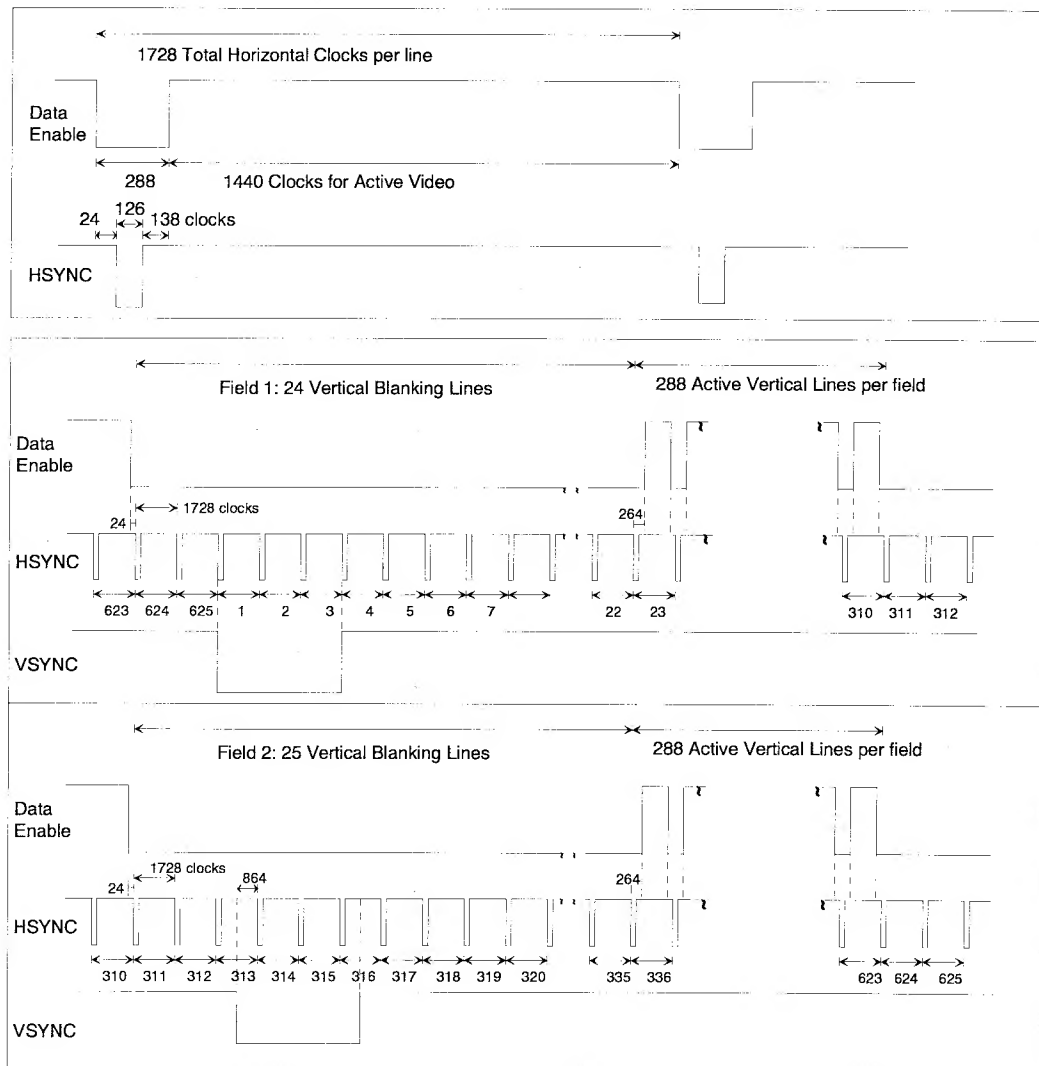 1728 Total Horizontal Clocks per line
Data
Enable
288
1440 Clocks for Active Video
24
126
138 clocks
HSYNC
Field 1: 24 Vertical Blanking Lines
288 Active Vertical Lines per field
Data
Enable
24
1728 clocks
264
HSYNC
623 624 625 1 2 3 4 5 6 7 22 23 310 311 312
VSYNC
Field 2: 25 Vertical Blanking Lines
288 Active Vertical Lines per field
Data
Enable
24
1728 clocks
864
264
HSYNC
310 311 312 313 314 315 316 317 318 319 320 335 336 623 624 625
VSYNC